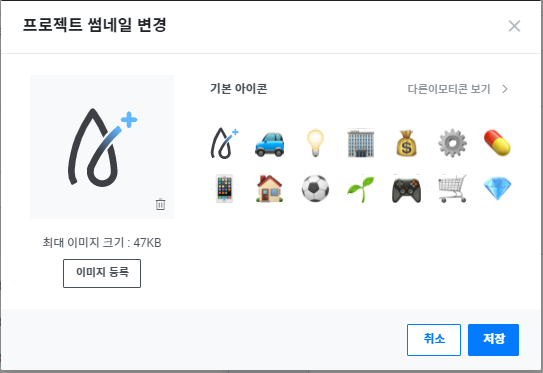 프로젝트 썸네일 변경
기본 아이콘
다른이모티콘 보기
최대 이미지 크기 : 47KB
이미지 등록
취소
저장